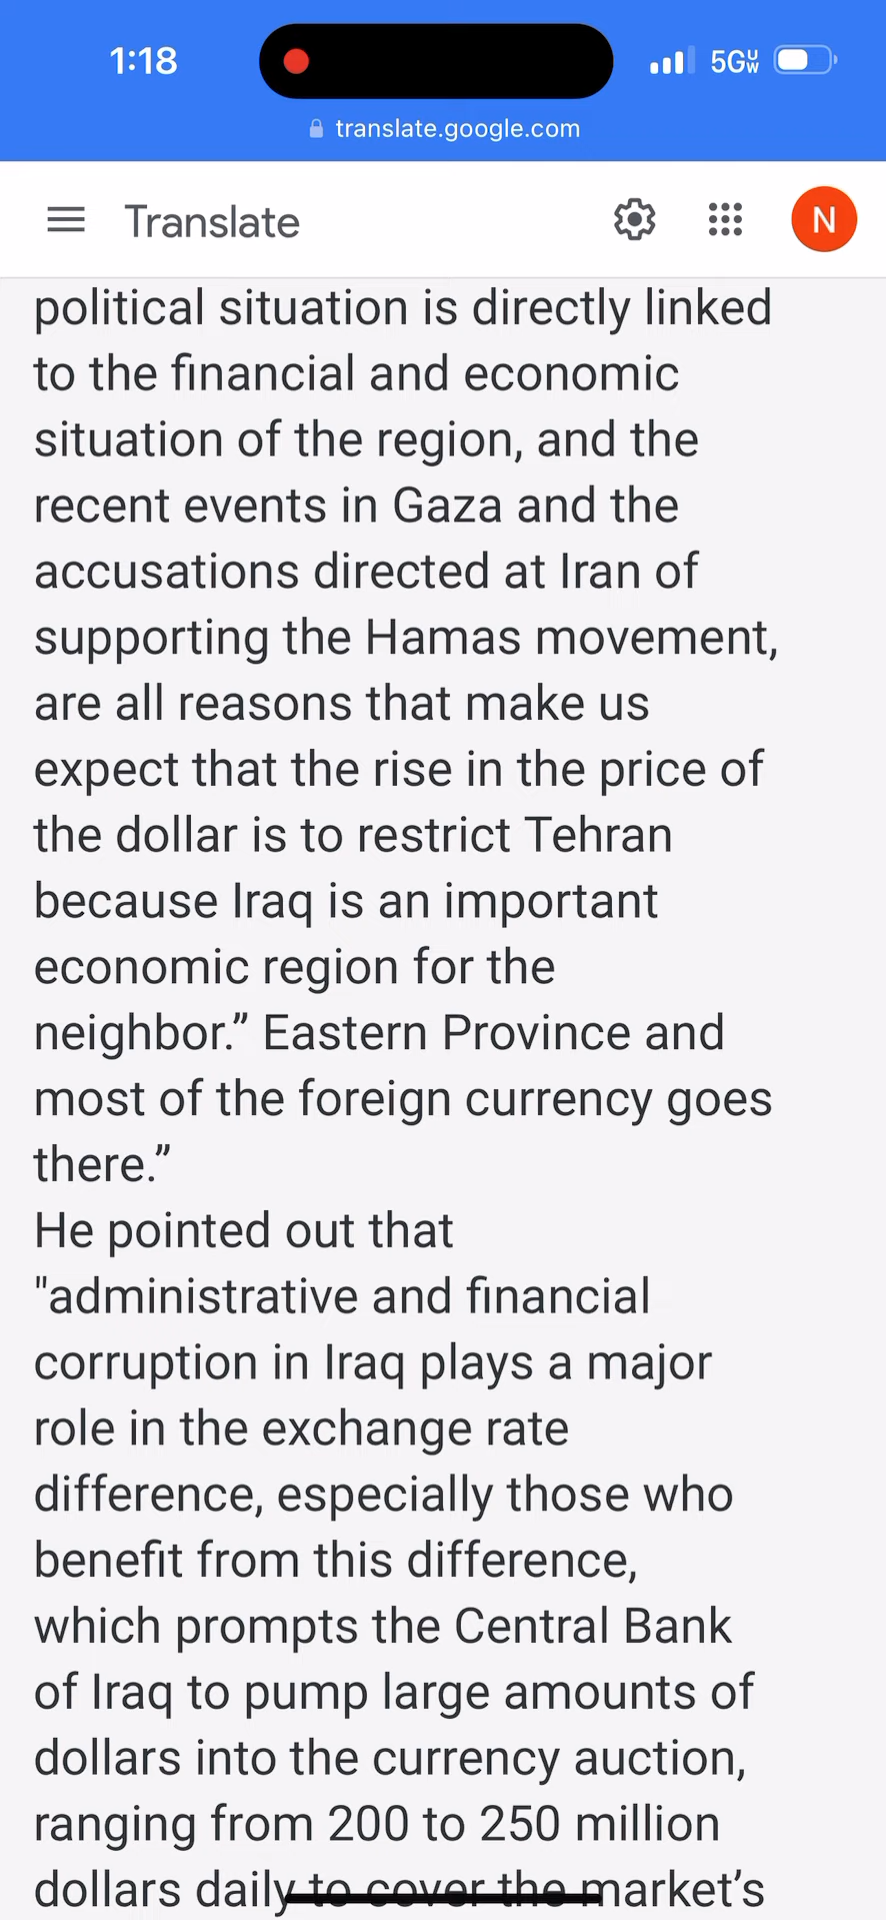 1:18
5GUW
translate.google.com
Translate
N
political situation is directly linked
to the financial and economic
situation of the region, and the
recent events in Gaza and the
accusations directed at Iran of
supporting the Hamas movement,
are all reasons that make us
expect that the rise in the price of
the dollar is to restrict Tehran
because Iraq is an important
economic region for the
neighbor.” Eastern Province and
most of the foreign currency goes
there.”
He pointed out that
"administrative and financial
corruption in Iraq plays a major
role in the exchange rate
difference, especially those who
benefit from this difference,
which prompts the Central Bank
of Iraq to pump large amounts of
dollars into the currency auction,
ranging from 200 to 250 million
dollars daily to cover the market’s